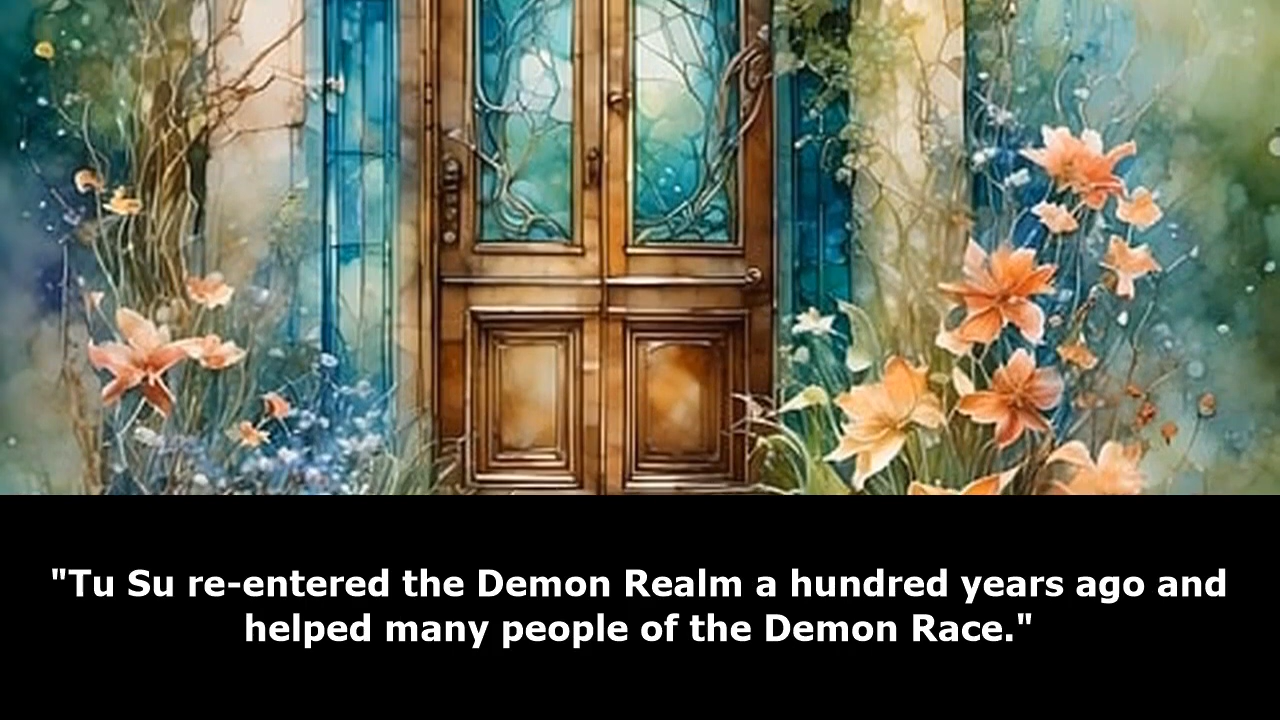 "Tu Su re-entered the Demon Realm a hundred years ago and
helped many people of the Demon Race."